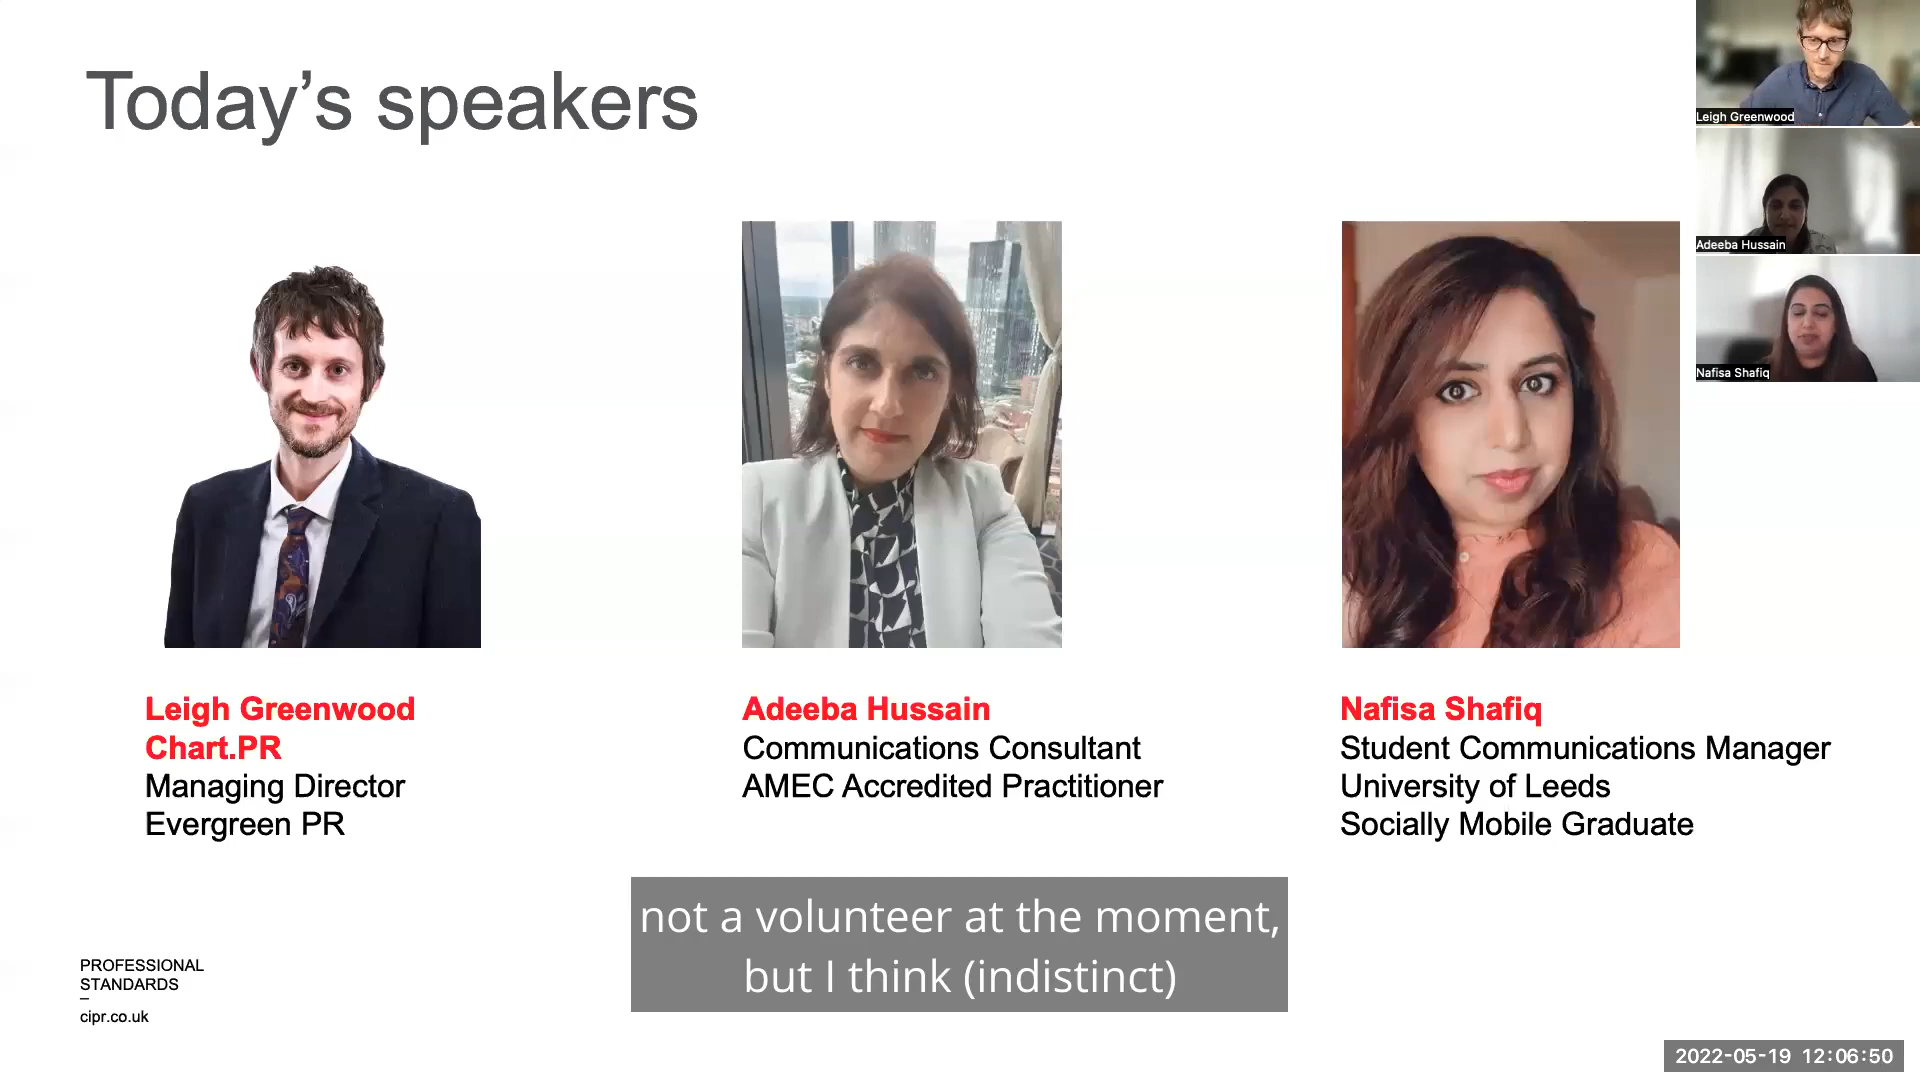 Today’s speakers
Leigh Greenwood
Adeeba Hussain
Nafisa Shafiq
Leigh Greenwood
Chart.PR
Managing Director
Evergreen PR
Adeeba Hussain
Communications Consultant
AMEC Accredited Practitioner
Nafisa Shafiq
Student Communications Manager
University of Leeds
Socially Mobile Graduate
not a volunteer at the moment,
but I think (indistinct)
PROFESSIONAL
STANDARDS
–
cipr.co.uk
2022-05-19 12:06:50